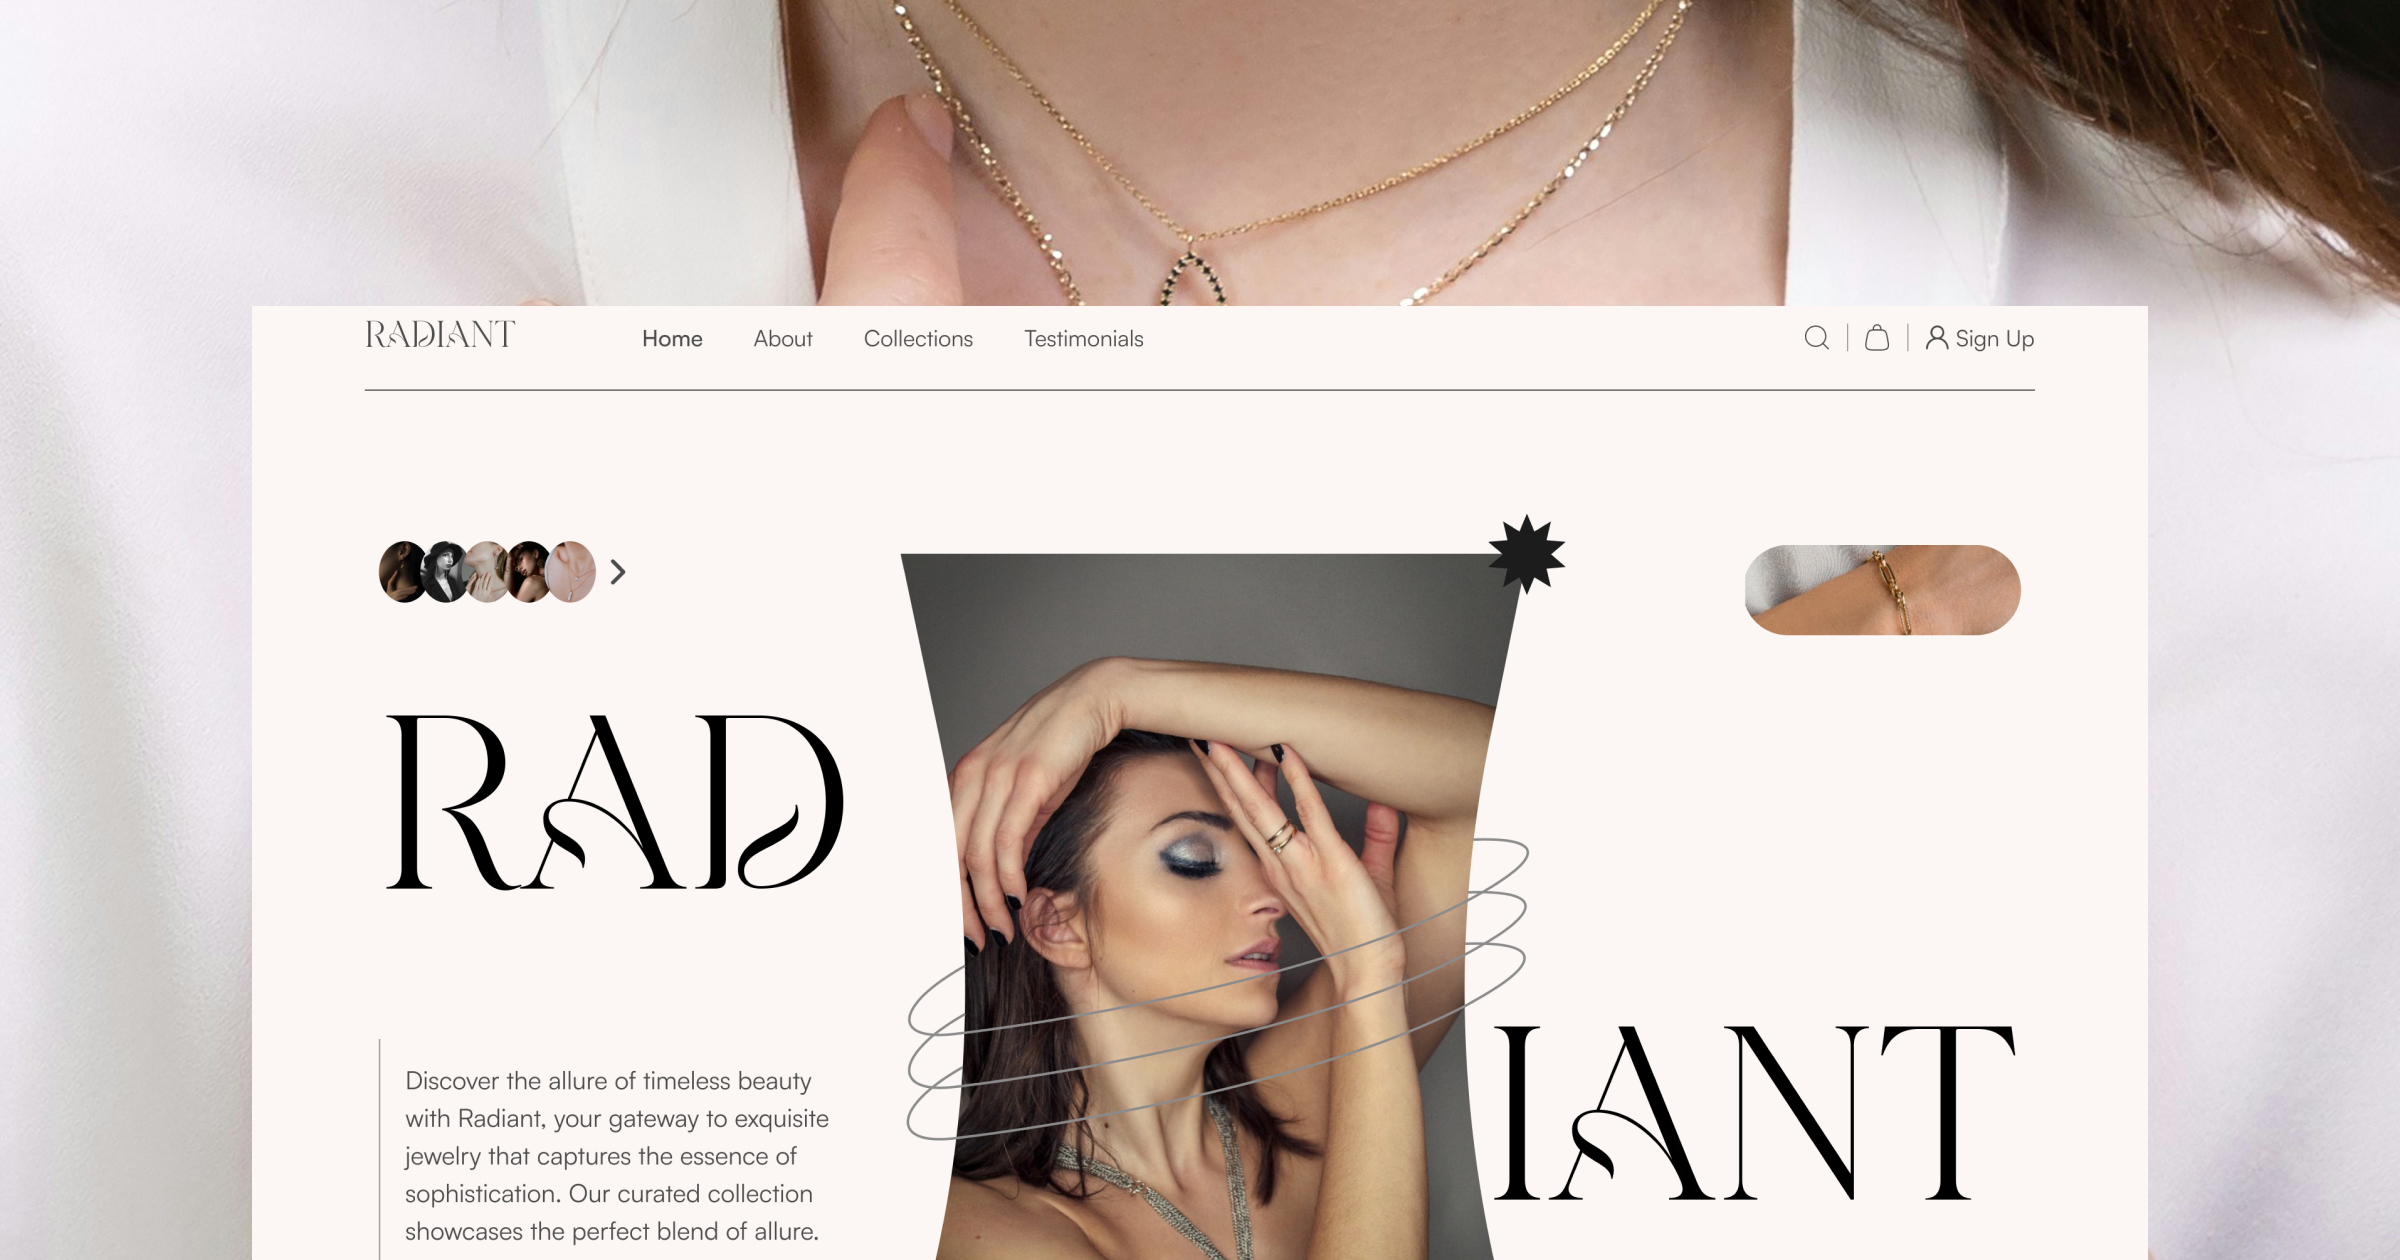 RADIANT
Home About Collections Testimonials
Sign Up
RAD
IANT
Discover the allure of timeless beauty
with Radiant, your gateway to exquisite
jewelry that captures the essence of
sophistication. Our curated collection
showcases the perfect blend of allure.